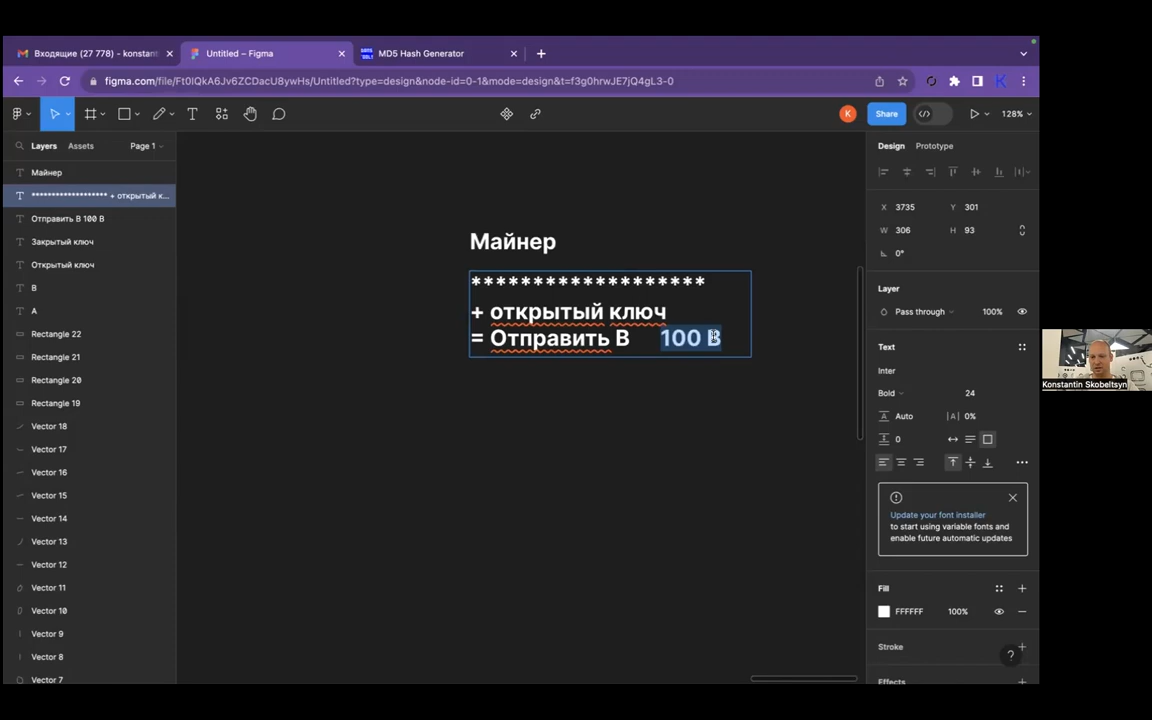 Входящие (27 778) - konstan
Untitled – Figma
MD5 Hash Generator
figma.com/file/Ft0IQkA6Jv6ZCDacU8ywHs/Untitled?type=design&node-id=0-1&mode=design&t=f3g0hrwJE7jQ4gL3-0
K
Share
128%
Layers
Assets
Page 1
Майнер
******************* + открытый к...
Отправить B 100 B
Закрытый ключ
Открытый ключ
B
A
Rectangle 22
Rectangle 21
Rectangle 20
Rectangle 19
Vector 18
Vector 17
Vector 16
Vector 15
Vector 14
Vector 13
Vector 12
Vector 11
Vector 10
Vector 9
Vector 8
Vector 7
Майнер
*******************
+ открытый ключ
= Отправить B 100 B
Design
Prototype
X 3735
Y 301
W 306
H 93
0°
Layer
Pass through
100%
Text
Inter
Bold
24
Auto
0%
0
Update your font installer
to start using variable fonts and
enable future automatic updates
Fill
FFFFFF
100%
Stroke
Effects
?
Konstantin Skobeltsyn